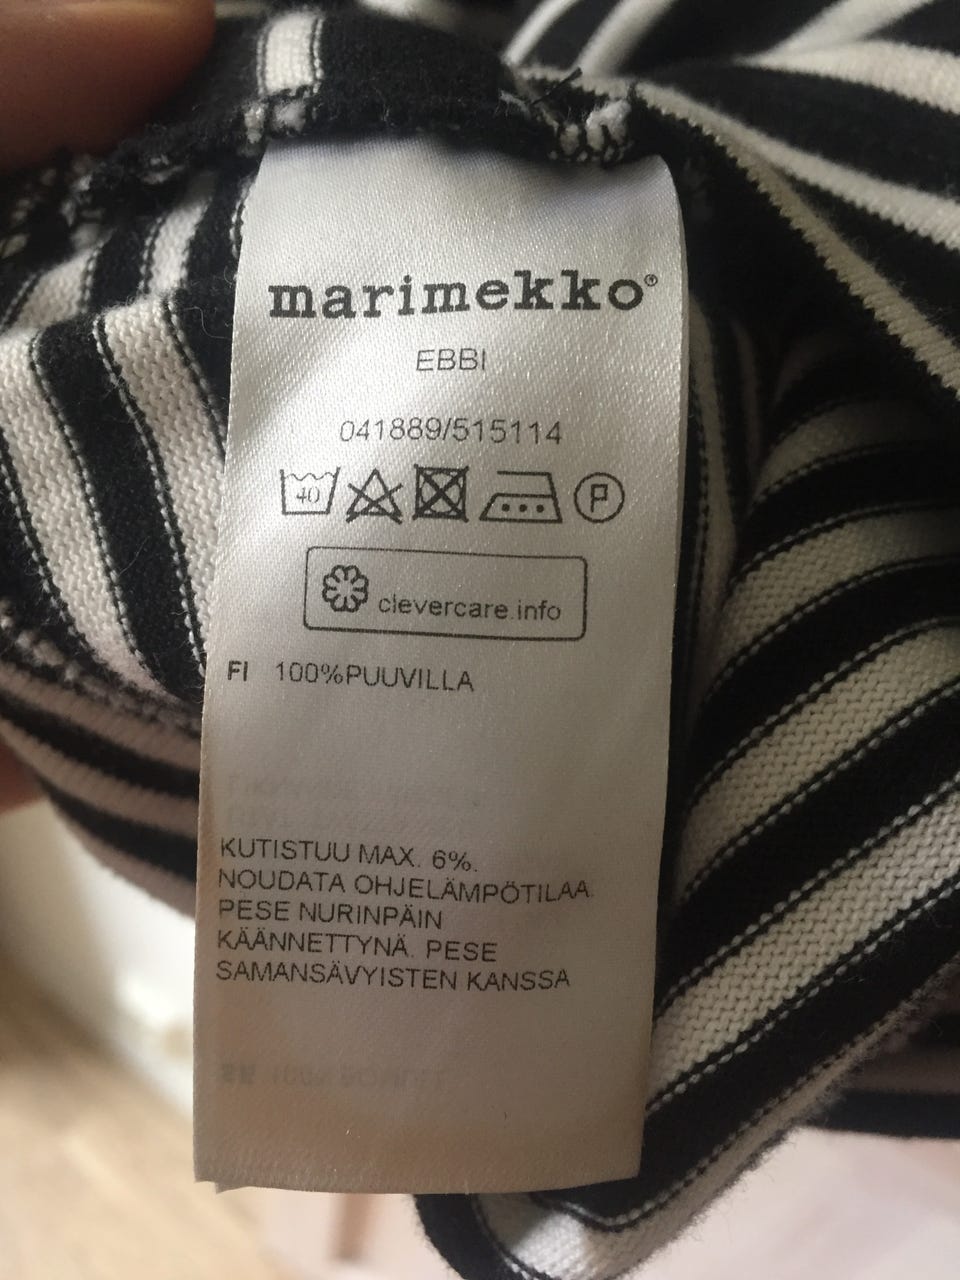 marimekko®
EBBI
041889/515114
40 P
clevercare.info
FI 100%PUUVILLA
KUTISTUU MAX. 6%.
NOUDATA OHJELÄMPÖTILAA.
PESE NURINPÄIN
KÄÄNNETTYNÄ. PESE
SAMANSÄVYISTEN KANSSA